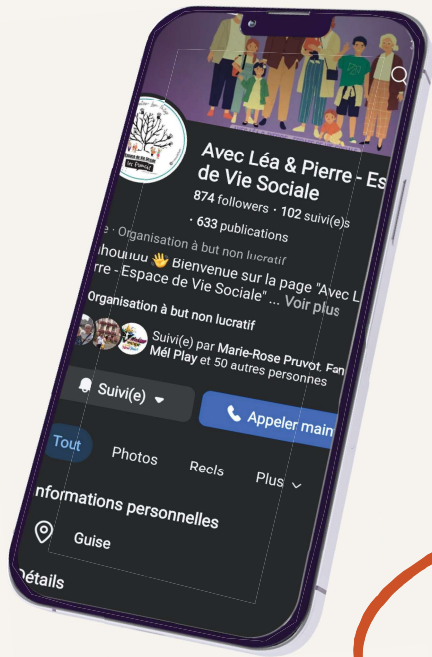 Avec Léa & Pierre - Es
de Vie Sociale
874 followers · 102 suivi(e)s
· 633 publications
e · Organisation à but non lucratif
👋 Bienvenue sur la page "Avec L
rre - Espace de Vie Sociale" ... Voir plus
Organisation à but non lucratif
Suivi(e) par Marie-Rose Pruvot, Fan
Mél Play et 50 autres personnes
Suivi(e)
Appeler main
Tout
Photos
Reels
Plus
nformations personnelles
Guise
Détails